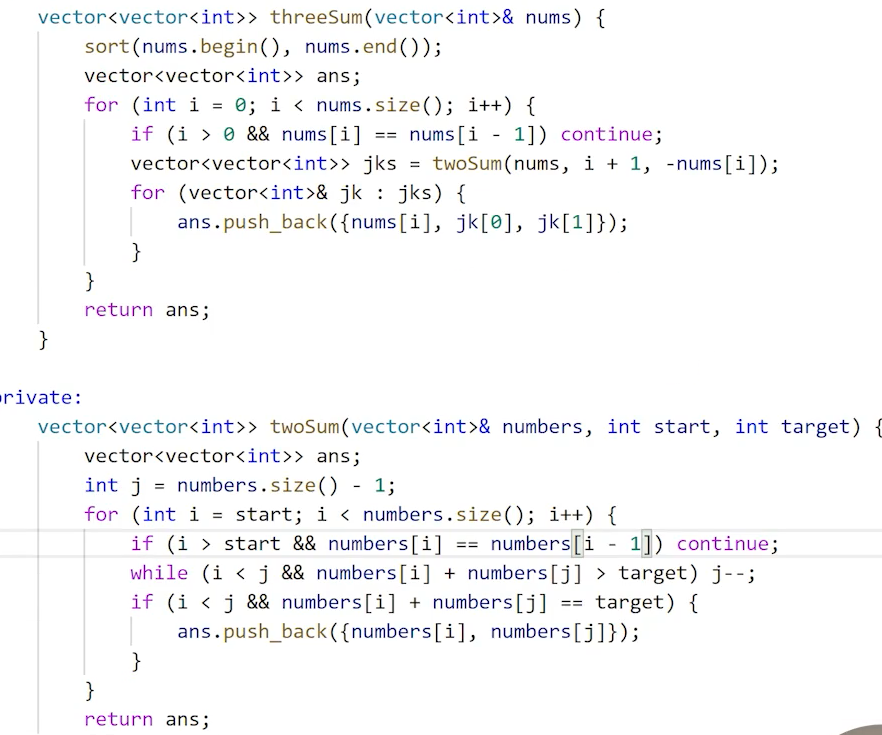 vector<vector<int>> threeSum(vector<int>& nums) {
    sort(nums.begin(), nums.end());
    vector<vector<int>> ans;
    for (int i = 0; i < nums.size(); i++) {
        if (i > 0 && nums[i] == nums[i - 1]) continue;
        vector<vector<int>> jks = twoSum(nums, i + 1, -nums[i]);
        for (vector<int>& jk : jks) {
            ans.push_back({nums[i], jk[0], jk[1]});
        }
    }
    return ans;
}
private:
vector<vector<int>> twoSum(vector<int>& numbers, int start, int target) {
    vector<vector<int>> ans;
    int j = numbers.size() - 1;
    for (int i = start; i < numbers.size(); i++) {
        if (i > start && numbers[i] == numbers[i - 1]) continue;
        while (i < j && numbers[i] + numbers[j] > target) j--;
        if (i < j && numbers[i] + numbers[j] == target) {
            ans.push_back({numbers[i], numbers[j]});
        }
    }
    return ans;